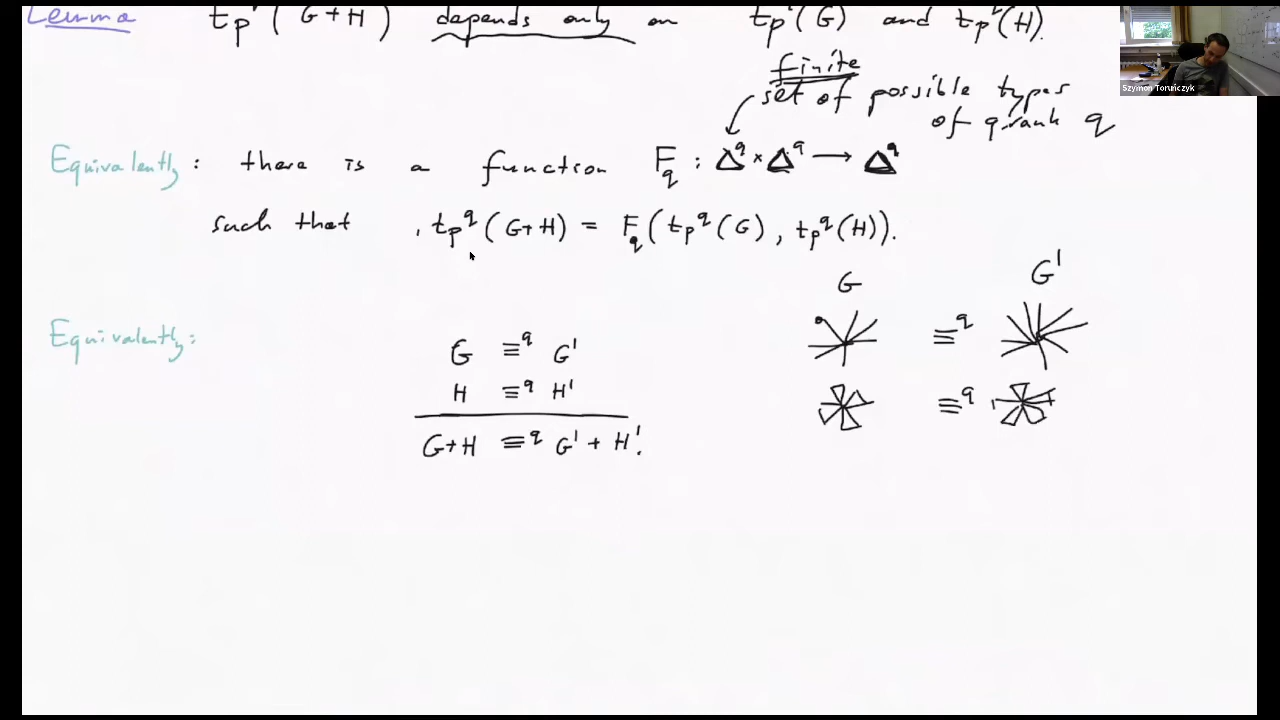 Lemma tp^q (G+H) depends only on tp^q(G) and tp^q(H).
finite
set of possible types
of q.rank q
Equivalently: there is a function F_q : Δ^q × Δ^q → Δ^q
such that tp^q(G+H) = F_q(tp^q(G), tp^q(H)).
G G'
Equivalently:
G ≡^q G'
≡^q
H ≡^q H'
≡^q
G+H ≡^q G' + H'.
Szymon Toruńczyk